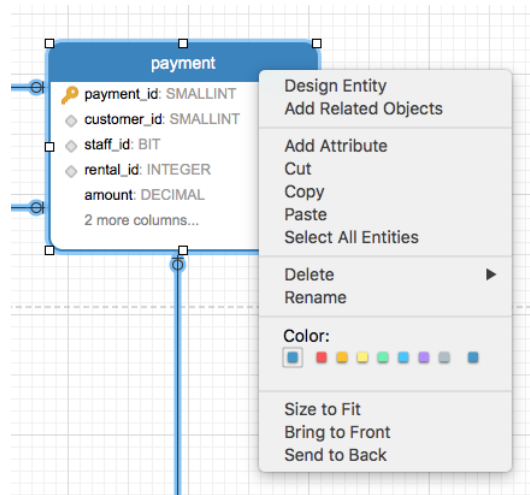 payment
payment_id: SMALLINT
customer_id: SMALLINT
staff_id: BIT
rental_id: INTEGER
amount: DECIMAL
2 more columns...
Design Entity
Add Related Objects
Add Attribute
Cut
Copy
Paste
Select All Entities
Delete
Rename
Color:
Size to Fit
Bring to Front
Send to Back